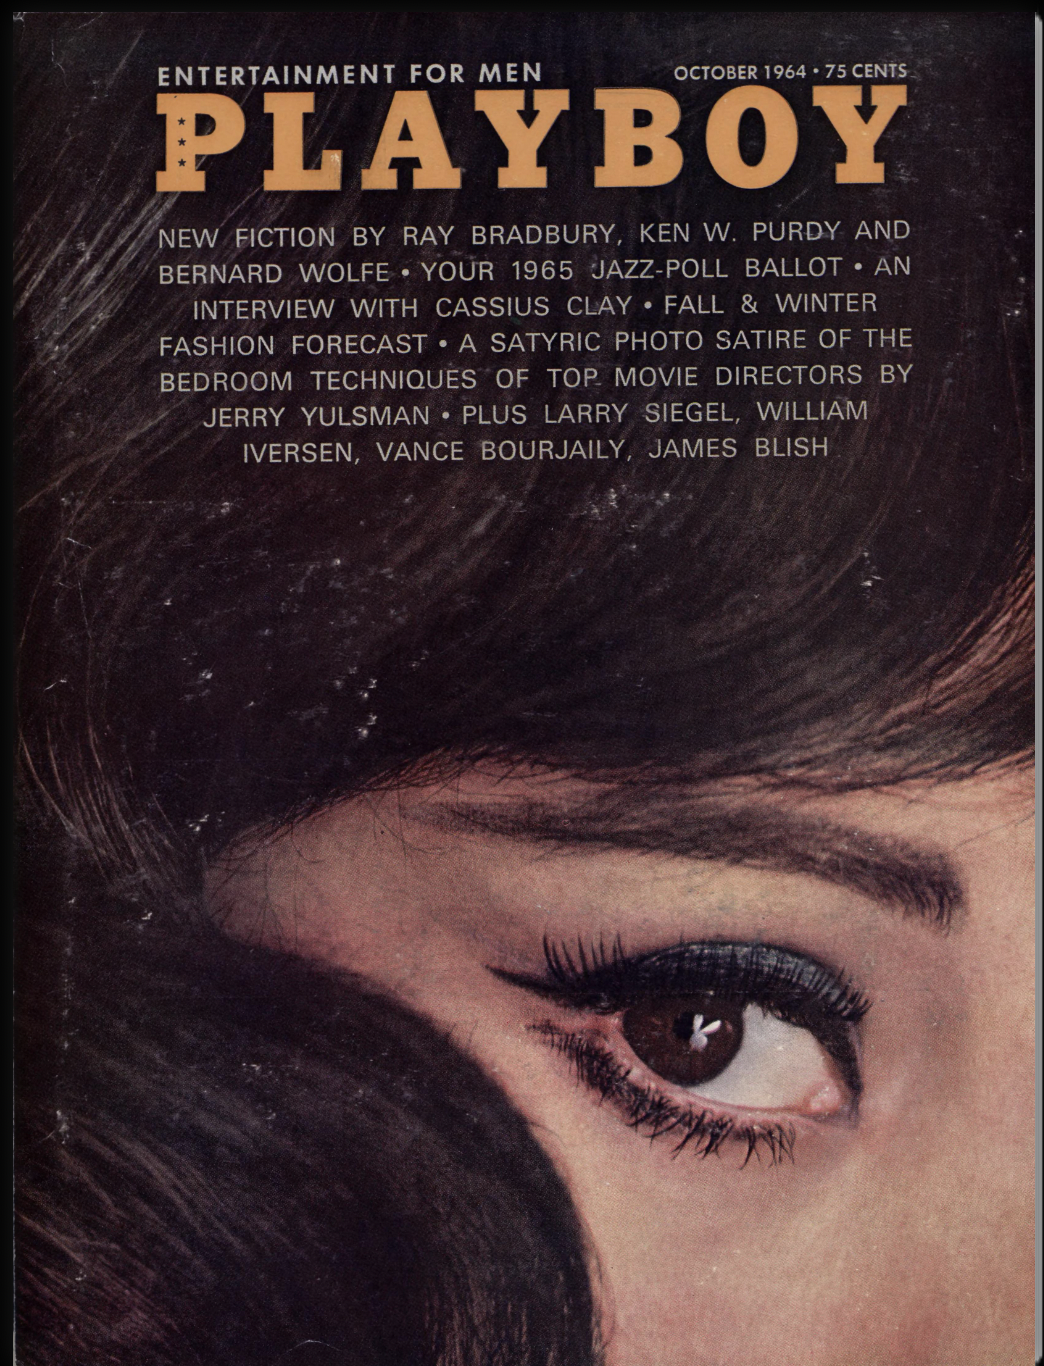 ENTERTAINMENT FOR MEN
OCTOBER 1964 • 75 CENTS
PLAYBOY
NEW FICTION BY RAY BRADBURY, KEN W. PURDY AND
BERNARD WOLFE • YOUR 1965 JAZZ-POLL BALLOT • AN
INTERVIEW WITH CASSIUS CLAY • FALL & WINTER
FASHION FORECAST • A SATYRIC PHOTO SATIRE OF THE
BEDROOM TECHNIQUES OF TOP MOVIE DIRECTORS BY
JERRY YULSMAN • PLUS LARRY SIEGEL, WILLIAM
IVERSEN, VANCE BOURJAILY, JAMES BLISH